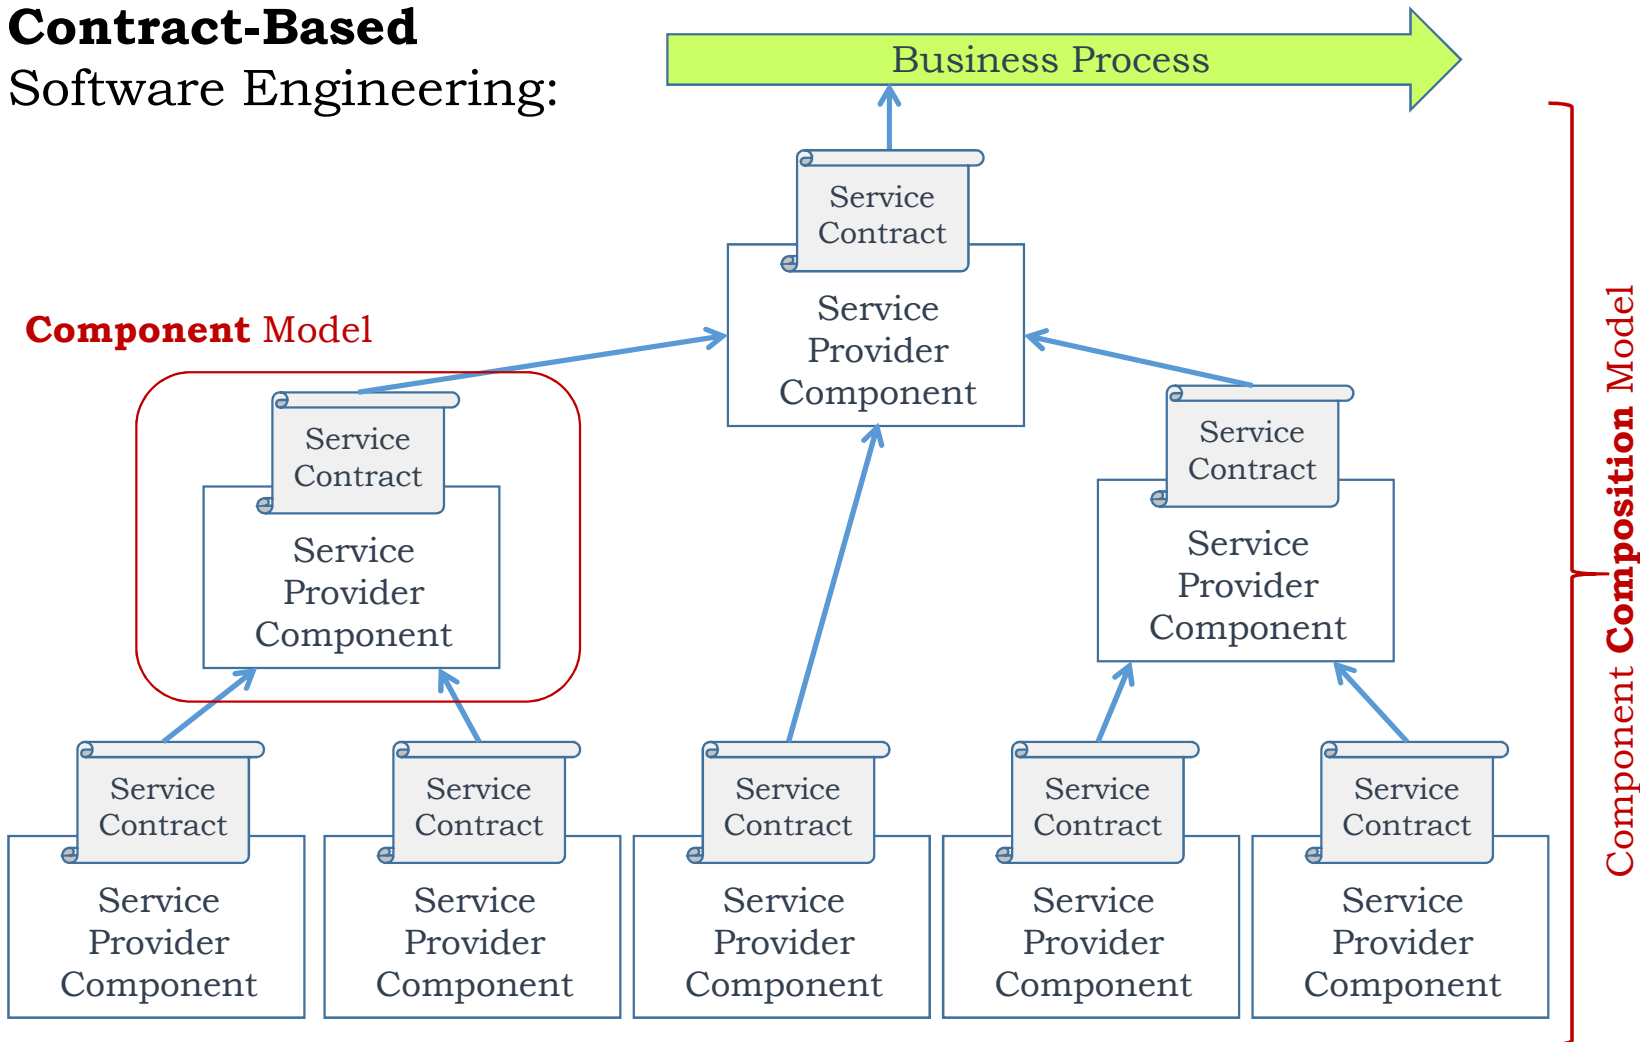 Contract-Based
Software Engineering:
Business Process
Service
Contract
Service
Provider
Component
Component Model
Service
Contract
Service
Provider
Component
Service
Contract
Service
Provider
Component
Component Composition Model
Service
Contract
Service
Provider
Component
Service
Contract
Service
Provider
Component
Service
Contract
Service
Provider
Component
Service
Contract
Service
Provider
Component
Service
Contract
Service
Provider
Component